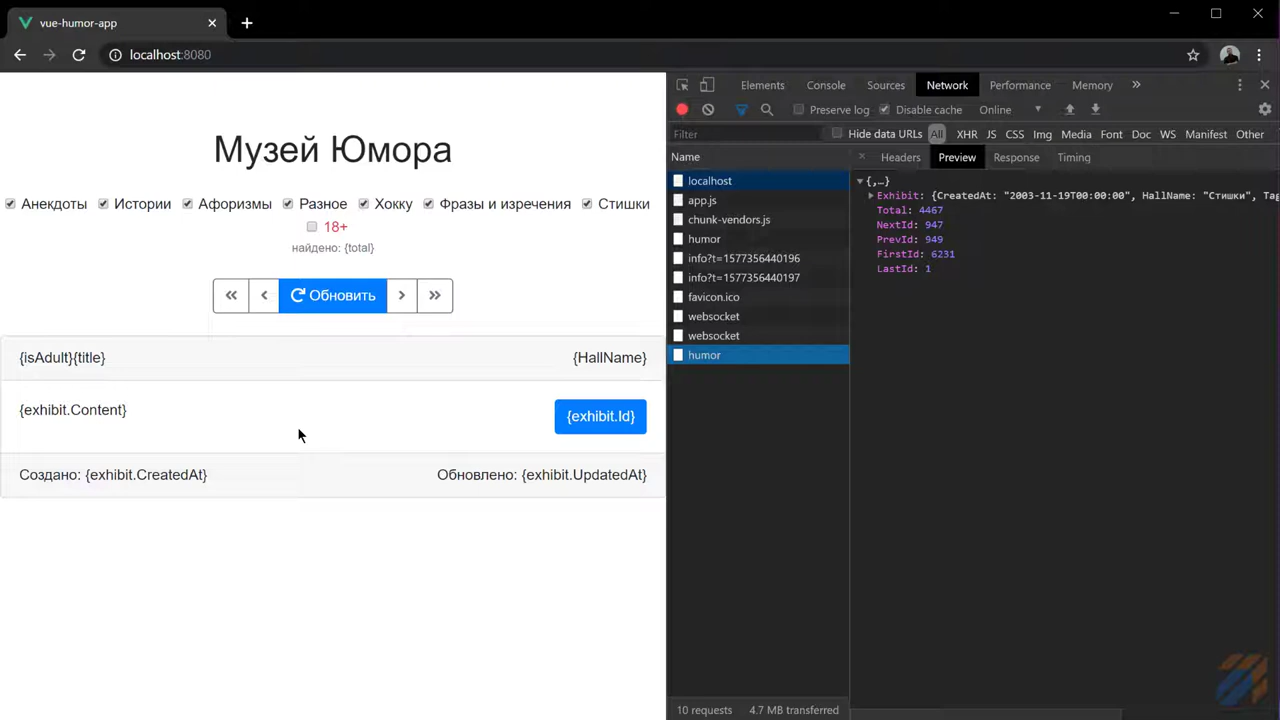 vue-humor-app
localhost:8080
Музей Юмора
Анекдоты Истории Афоризмы Разное Хокку Фразы и изречения Стишки
18+
найдено: {total}
Обновить
{isAdult}{title} {HallName}
{exhibit.Content} {exhibit.Id}
Создано: {exhibit.CreatedAt} Обновлено: {exhibit.UpdatedAt}
Elements Console Sources Network Performance Memory
Preserve log Disable cache Online
Filter Hide data URLs All XHR JS CSS Img Media Font Doc WS Manifest Other
Name
localhost
app.js
chunk-vendors.js
humor
info?t=1577356440196
info?t=1577356440197
favicon.ico
websocket
websocket
humor
10 requests 4.7 MB transferred
Headers Preview Response Timing
{,…}
Exhibit: {CreatedAt: "2003-11-19T00:00:00", HallName: "Стишки", Tag
Total: 4467
NextId: 947
PrevId: 949
FirstId: 6231
LastId: 1